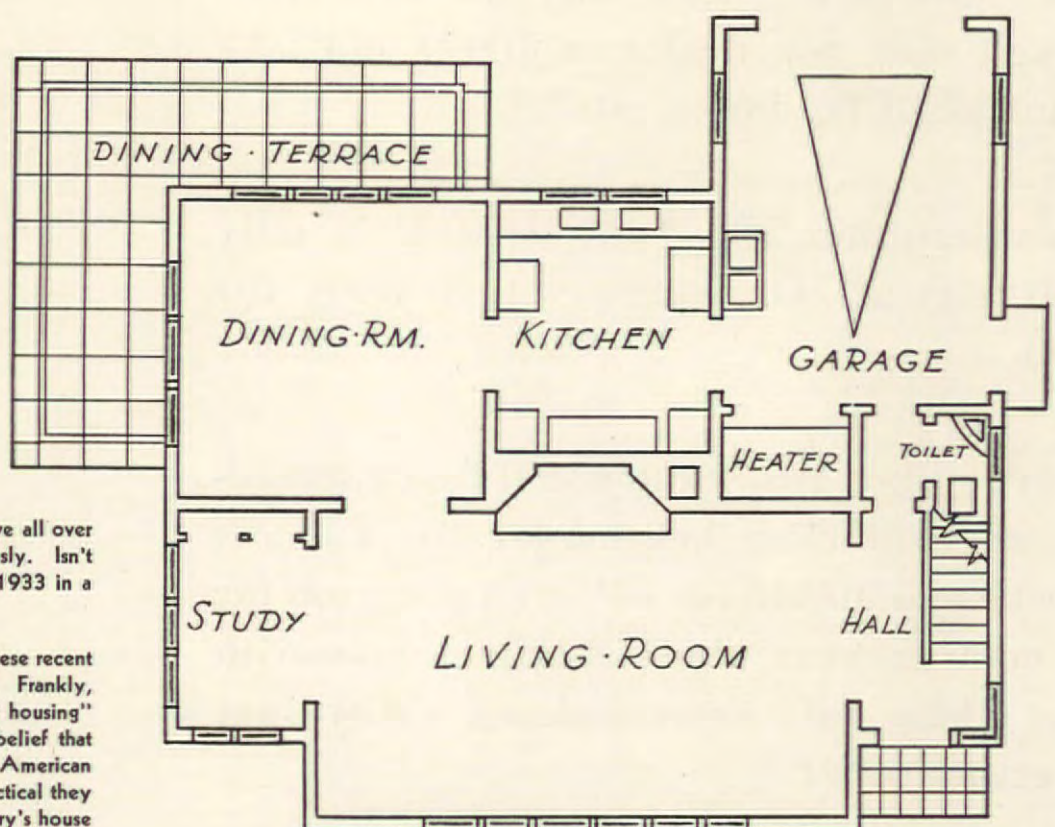 DINING · TERRACE
DINING·RM.
KITCHEN
GARAGE
HEATER
TOILET
STUDY
LIVING·ROOM
HALL
ve all over
sly. Isn't
1933 in a
ese recent
Frankly,
housing"
belief that
American
ctical they
ry's house